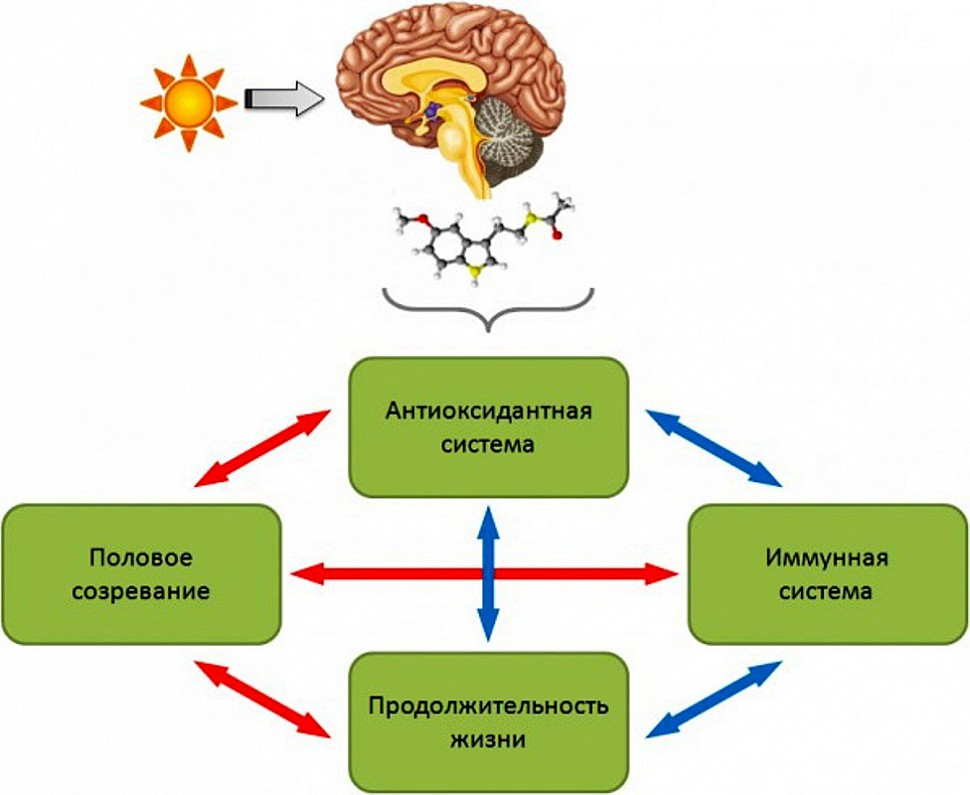 Антиоксидантная
система
Половое
созревание
Иммунная
система
Продолжительность
жизни